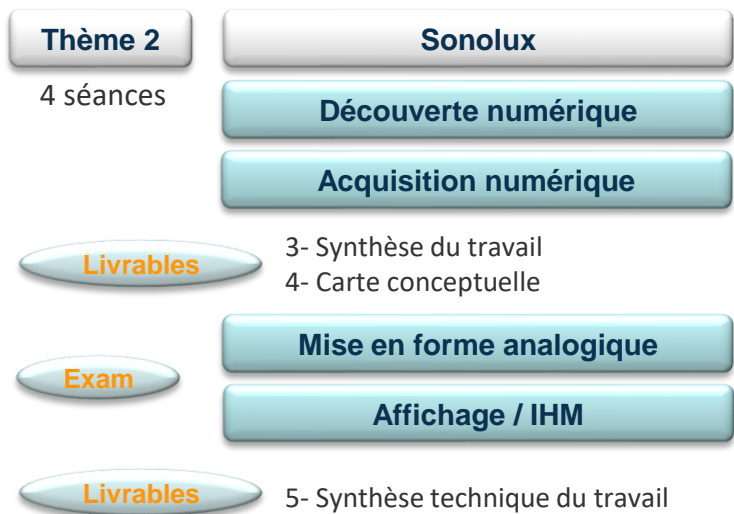 Thème 2
Sonolux
4 séances
Découverte numérique
Acquisition numérique
Livrables
3- Synthèse du travail
4- Carte conceptuelle
Mise en forme analogique
Exam
Affichage / IHM
Livrables
5- Synthèse technique du travail